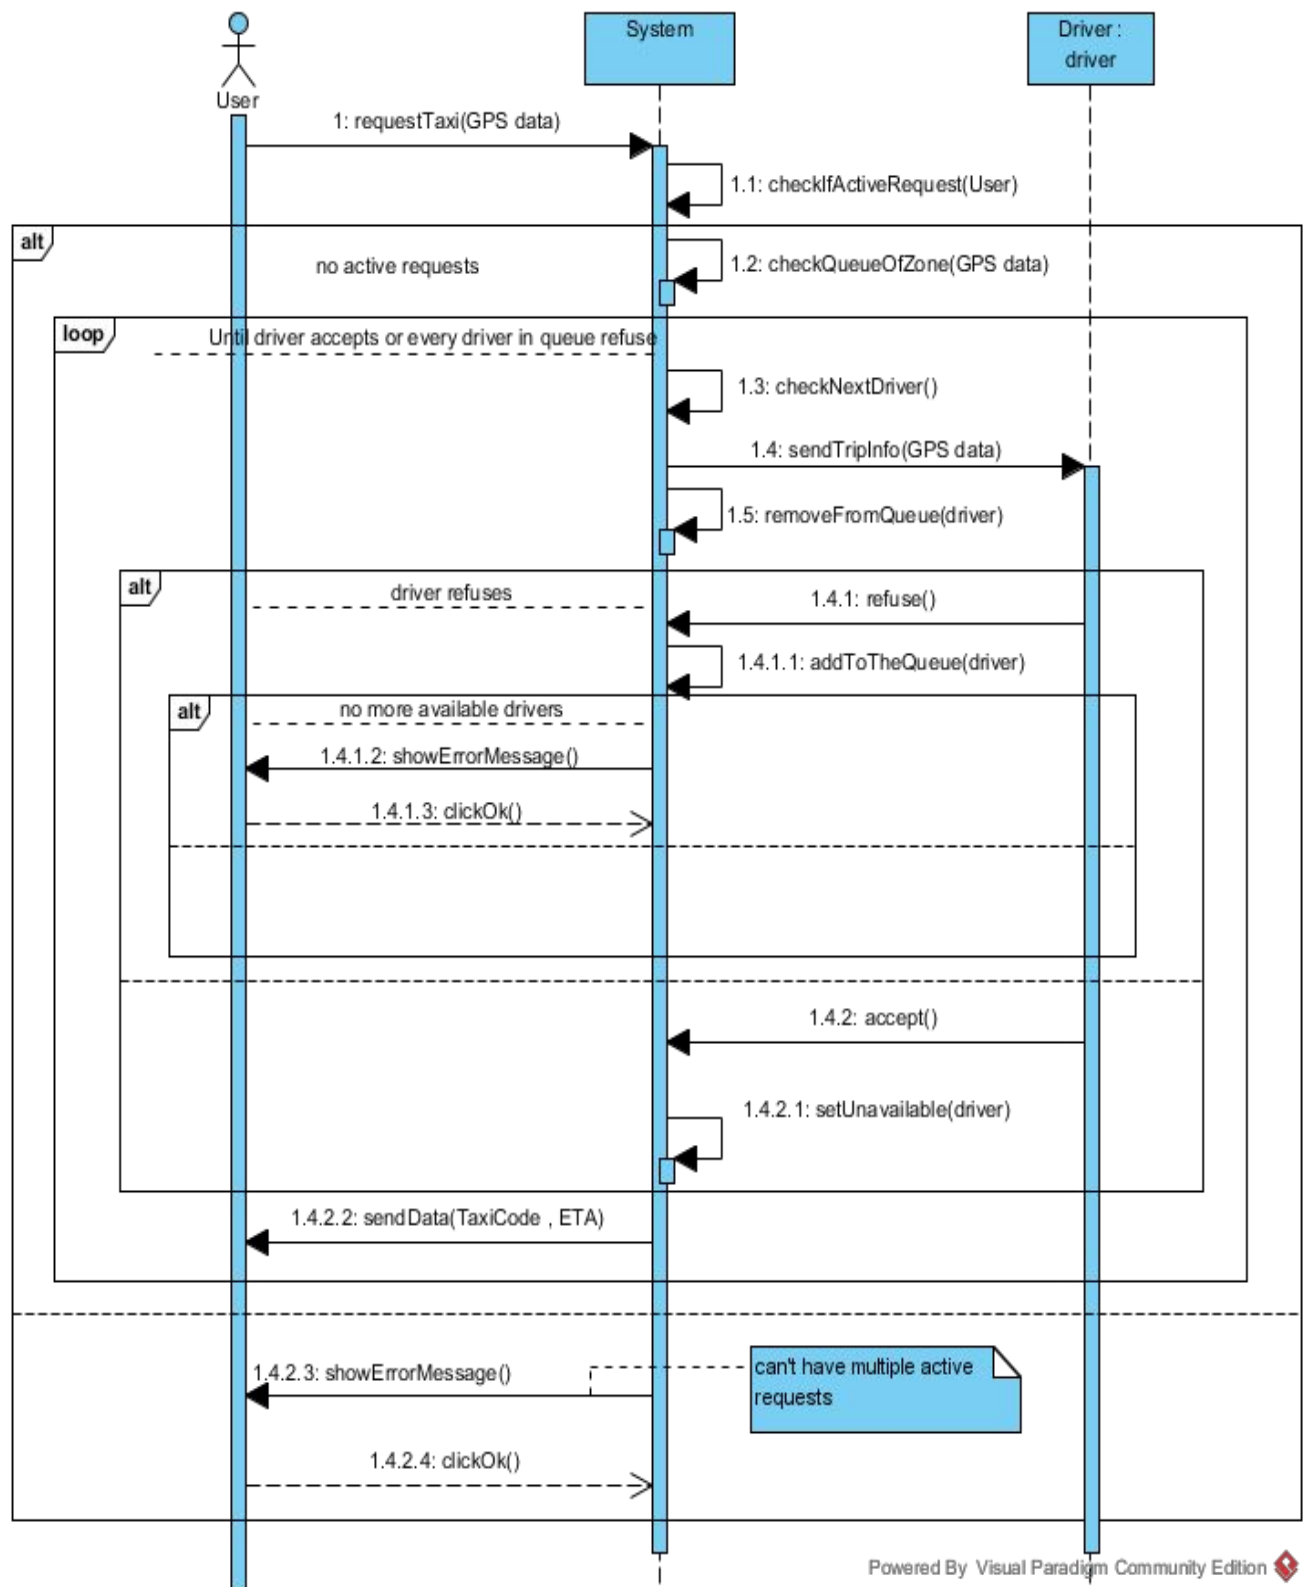 System
Driver :
driver
User
1: requestTaxi(GPS data)
1.1: checkIfActiveRequest(User)
alt
no active requests
1.2: checkQueueOfZone(GPS data)
loop
Until driver accepts or every driver in queue refuse
1.3: checkNextDriver()
1.4: sendTripInfo(GPS data)
1.5: removeFromQueue(driver)
alt
driver refuses
1.4.1: refuse()
1.4.1.1: addToTheQueue(driver)
alt
no more available drivers
1.4.1.2: showErrorMessage()
1.4.1.3: clickOk()
1.4.2: accept()
1.4.2.1: setUnavailable(driver)
1.4.2.2: sendData(TaxiCode , ETA)
1.4.2.3: showErrorMessage()
can't have multiple active
requests
1.4.2.4: clickOk()
Powered By Visual Paradigm Community Edition